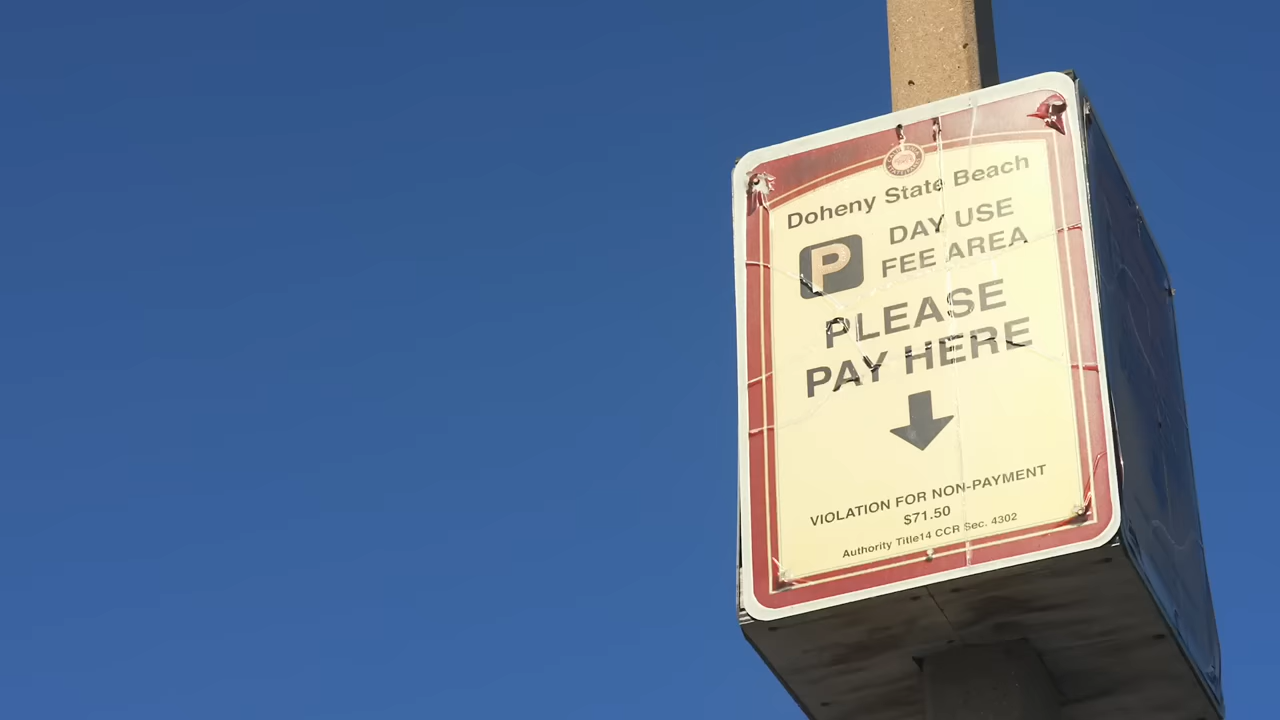 Doheny State Beach
P
DAY USE
FEE AREA
PLEASE
PAY HERE
VIOLATION FOR NON-PAYMENT
$71.50
Authority Title14 CCR Sec. 4302